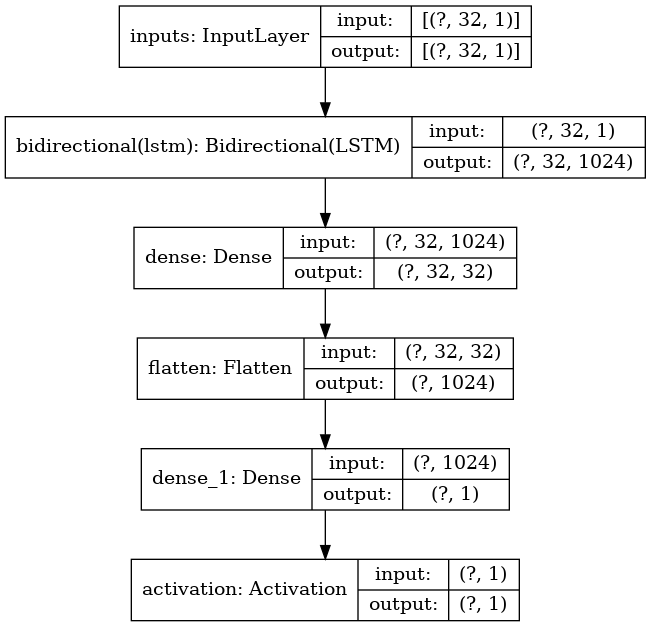 inputs: InputLayer
input:
[(?, 32, 1)]
output:
[(?, 32, 1)]
bidirectional(lstm): Bidirectional(LSTM)
input:
(?, 32, 1)
output:
(?, 32, 1024)
dense: Dense
input:
(?, 32, 1024)
output:
(?, 32, 32)
flatten: Flatten
input:
(?, 32, 32)
output:
(?, 1024)
dense_1: Dense
input:
(?, 1024)
output:
(?, 1)
activation: Activation
input:
(?, 1)
output:
(?, 1)